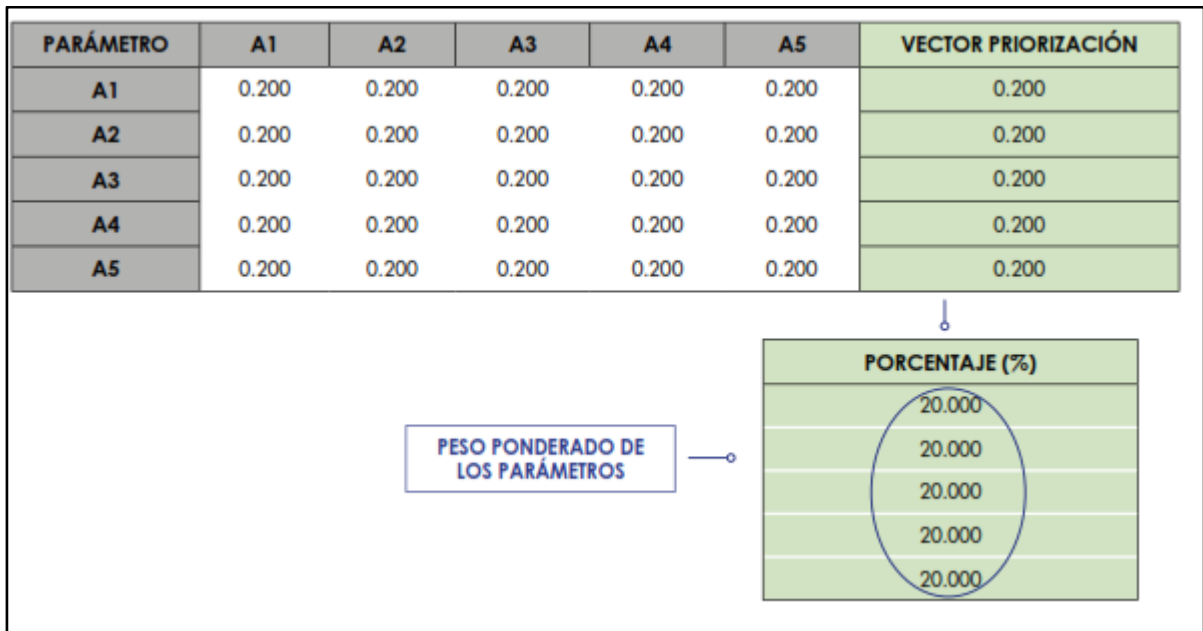 PARÁMETRO A1 A2 A3 A4 A5 VECTOR PRIORIZACIÓN
A1 0.200 0.200 0.200 0.200 0.200 0.200
A2 0.200 0.200 0.200 0.200 0.200 0.200
A3 0.200 0.200 0.200 0.200 0.200 0.200
A4 0.200 0.200 0.200 0.200 0.200 0.200
A5 0.200 0.200 0.200 0.200 0.200 0.200
PORCENTAJE (%)
20.000
20.000
20.000
20.000
20.000
PESO PONDERADO DE
LOS PARÁMETROS